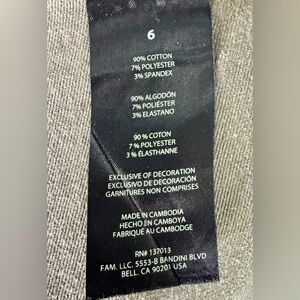 6
90% COTTON
7% POLYESTER
3% SPANDEX
90% ALGODÓN
7% POLIÉSTER
3% ELASTANO
90 % COTON
7 % POLYESTER
3 % ÉLASTHANNE
EXCLUSIVE OF DECORATION
EXCLUSIVO DE DECORACIÓN
GARNITURES NON COMPRISES
MADE IN CAMBODIA
HECHO EN CAMBOYA
FABRIQUÉ AU CAMBODGE
RN# 137013
FAM. LLC. 5553-B BANDINI BLVD
BELL. CA 90201 USA